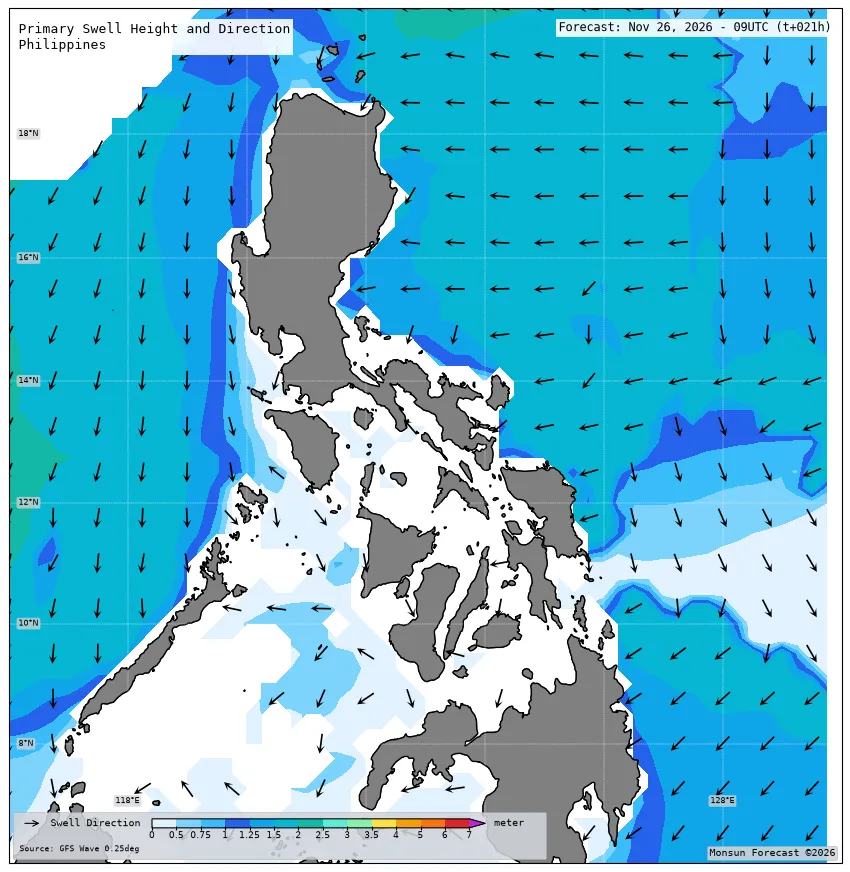 Primary Swell Height and Direction
Philippines
Forecast: Nov 26, 2026 - 09UTC (t+021h)
18°N
16°N
14°N
12°N
10°N
8°N
118°E
128°E
Swell Direction
0 0.5 0.75 1 1.25 1.5 2 2.5 3 3.5 4 5 6 7
meter
Source: GFS Wave 0.25deg
Monsun Forecast ©2026